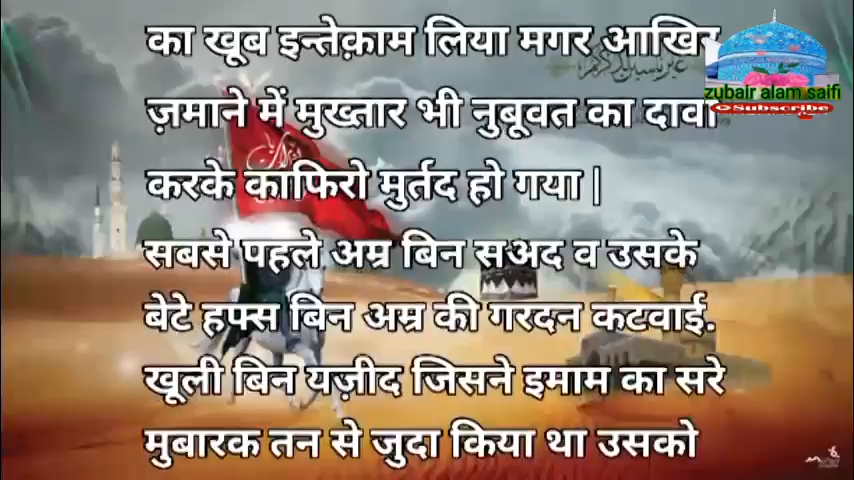 का खूब इन्तेक़ाम लिया मगर आखिर
ज़माने में मुख्तार भी नुबूवत का दावा
करके काफिरो मुर्तद हो गया |
सबसे पहले अम्र बिन सअद व उसके
बेटे हफ्स बिन अम्र की गरदन कटवाई.
खूली बिन यज़ीद जिसने इमाम का सरे
मुबारक तन से जुदा किया था उसको
zubair alam saifi
Subscribe